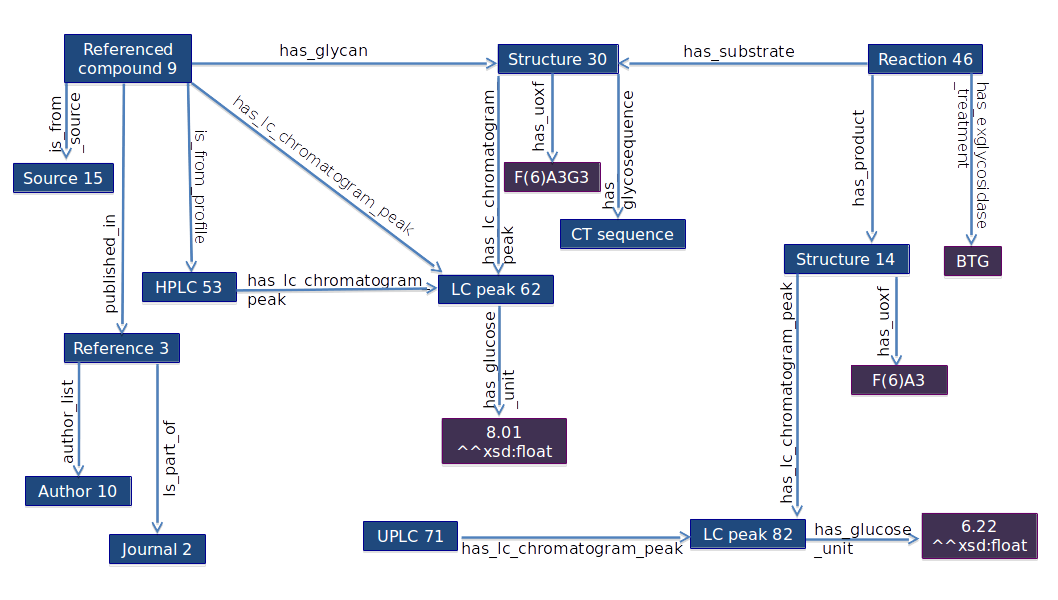 Referenced
compound 9
has_glycan
Structure 30
has_substrate
Reaction 46
is_from
_source
has_lc_chromatogram_peak
is_from_profile
published_in
has_lc_chromatogram
peak
has_uoxf
has
glycosequence
has_product
has_exglycosidase
_treatment
Source 15
F(6)A3G3
CT sequence
Structure 14
BTG
HPLC 53
has_lc_chromatogram
peak
LC peak 62
has_glucose
_unit
has_lc_chromatogram_peak
has_uoxf
Reference 3
F(6)A3
author_list
Is_part_of
8.01
^^xsd:float
Author 10
Journal 2
UPLC 71
has_lc_chromatogram_peak
LC peak 82
has_glucose
_unit
6.22
^^xsd:float